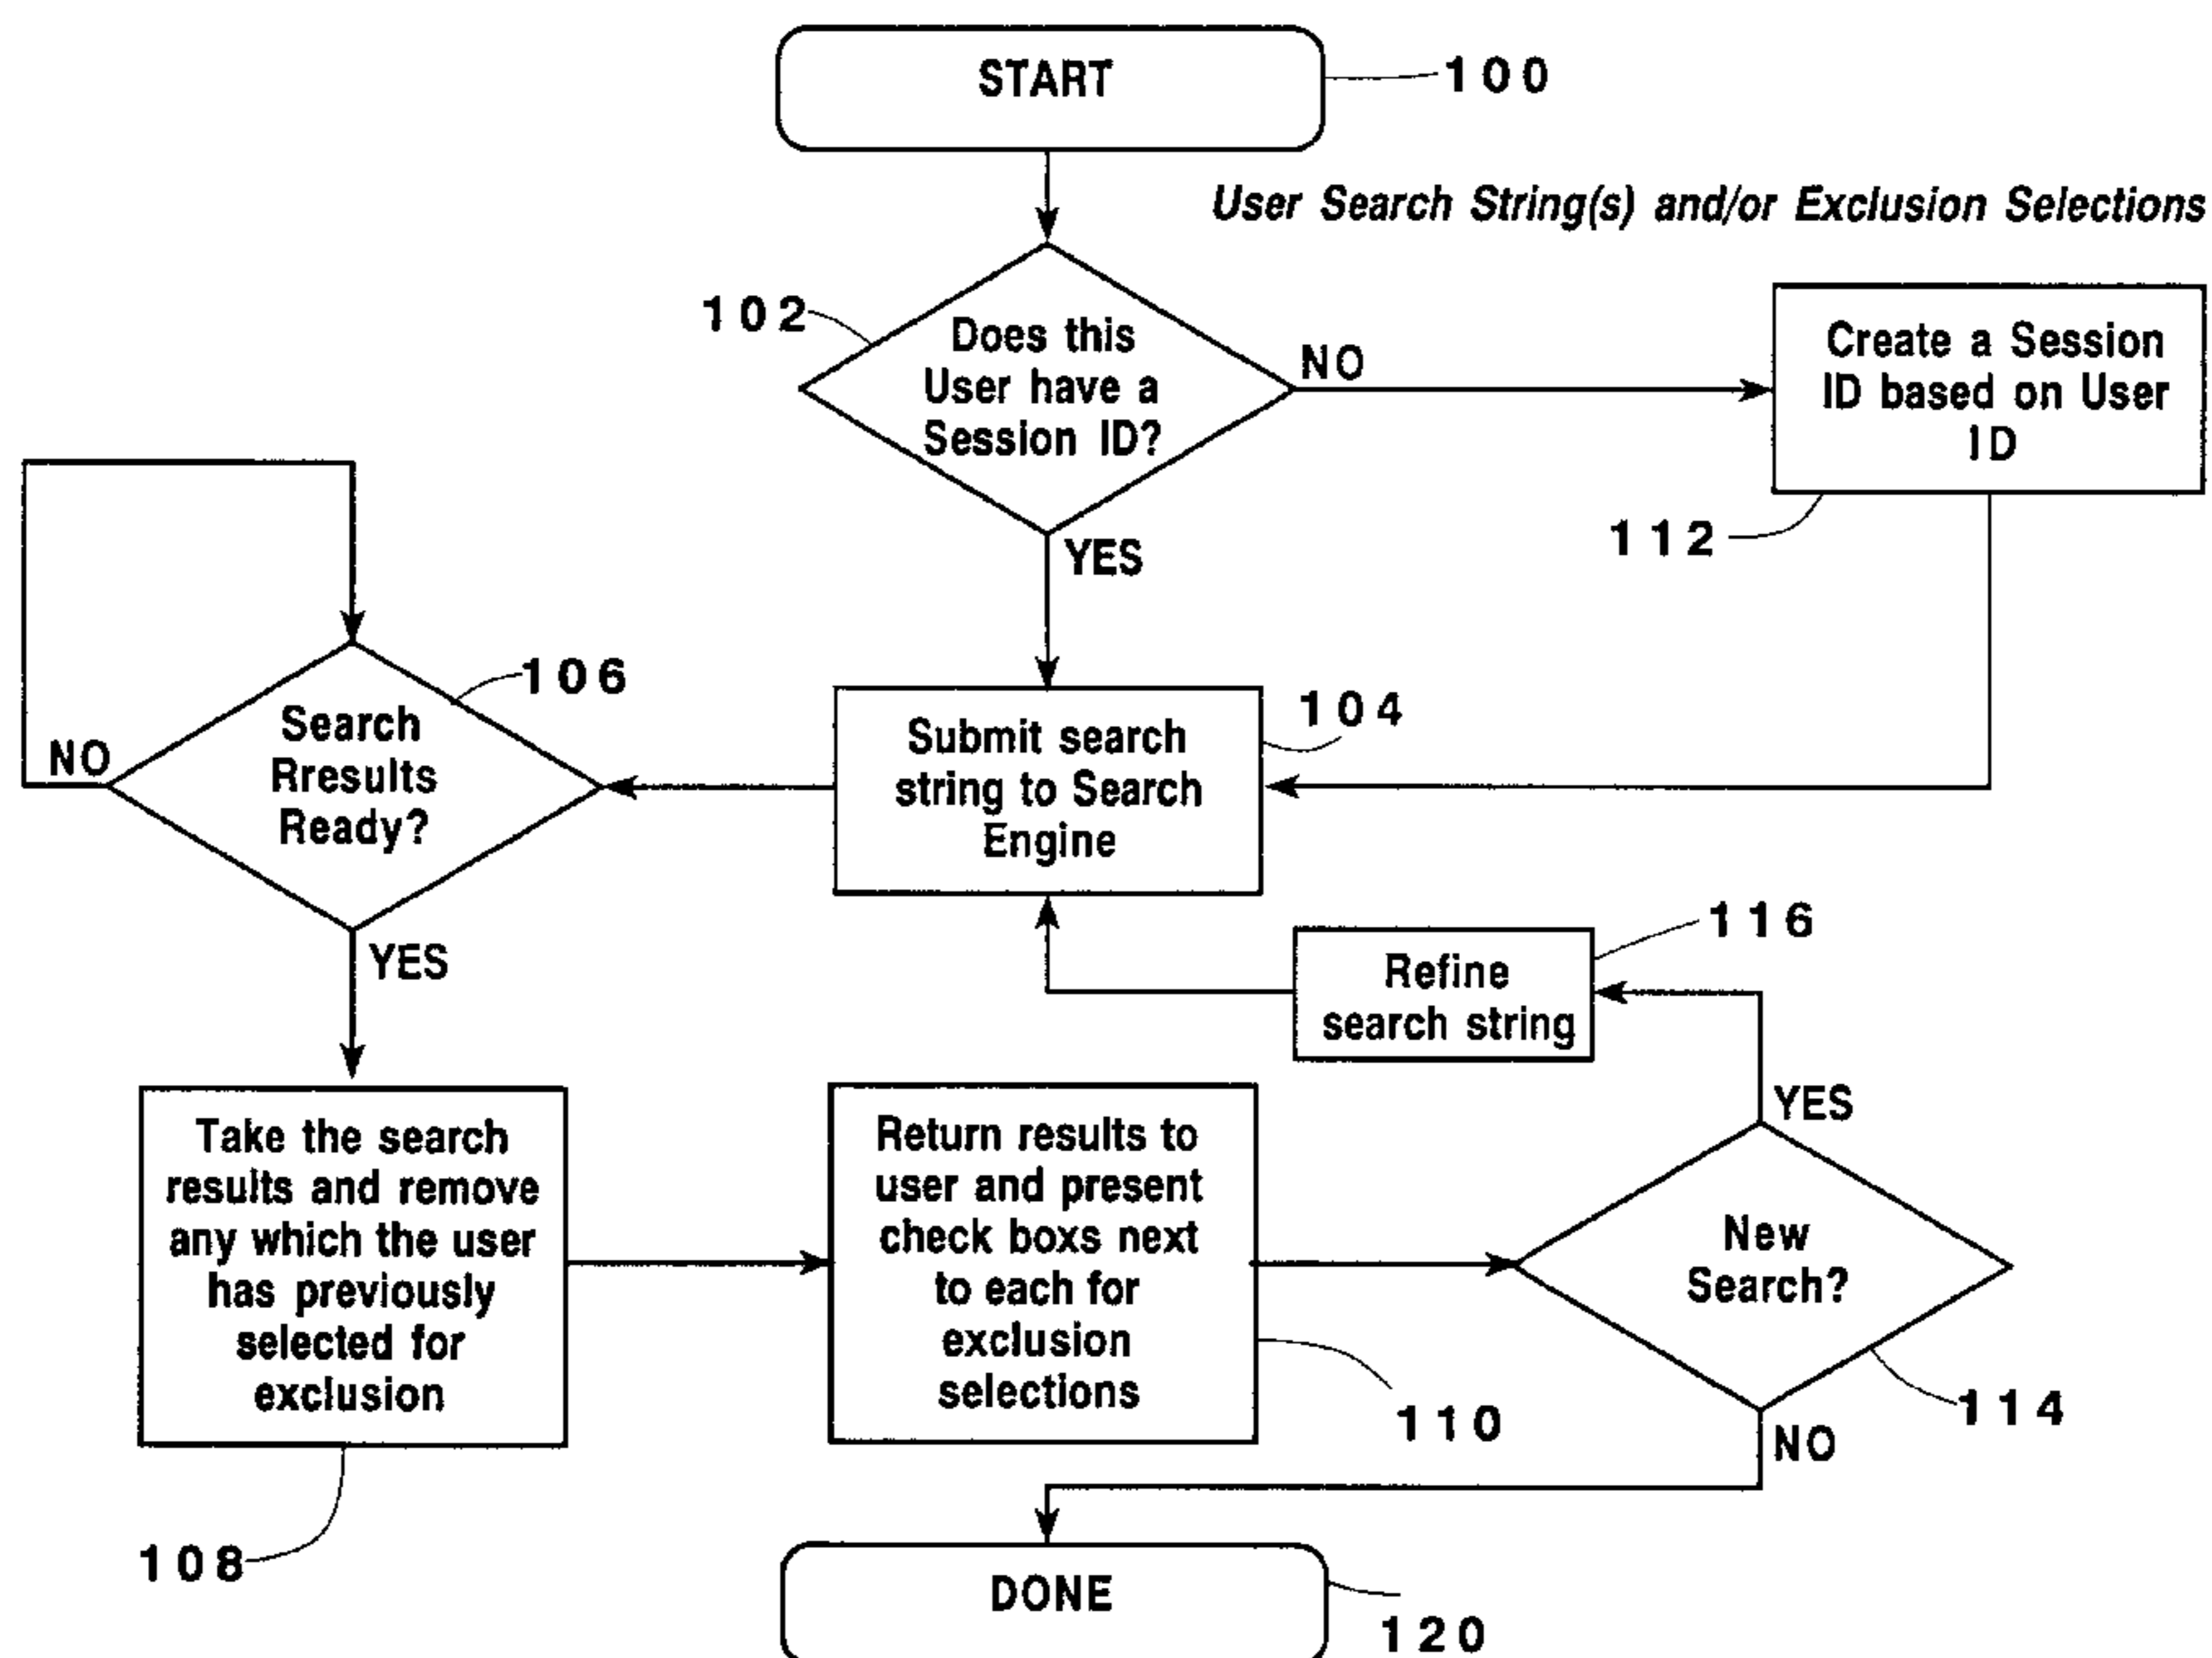 START
100
User Search String(s) and/or Exclusion Selections
102
Does this
User have a
Session ID?
NO
Create a Session
ID based on User
ID
112
YES
106
Search
Rresults
Ready?
NO
104
Submit search
string to Search
Engine
116
Refine
search string
YES
YES
Take the search
results and remove
any which the user
has previously
selected for
exclusion
Return results to
user and present
check boxs next
to each for
exclusion
selections
New
Search?
110
114
NO
108
DONE
120